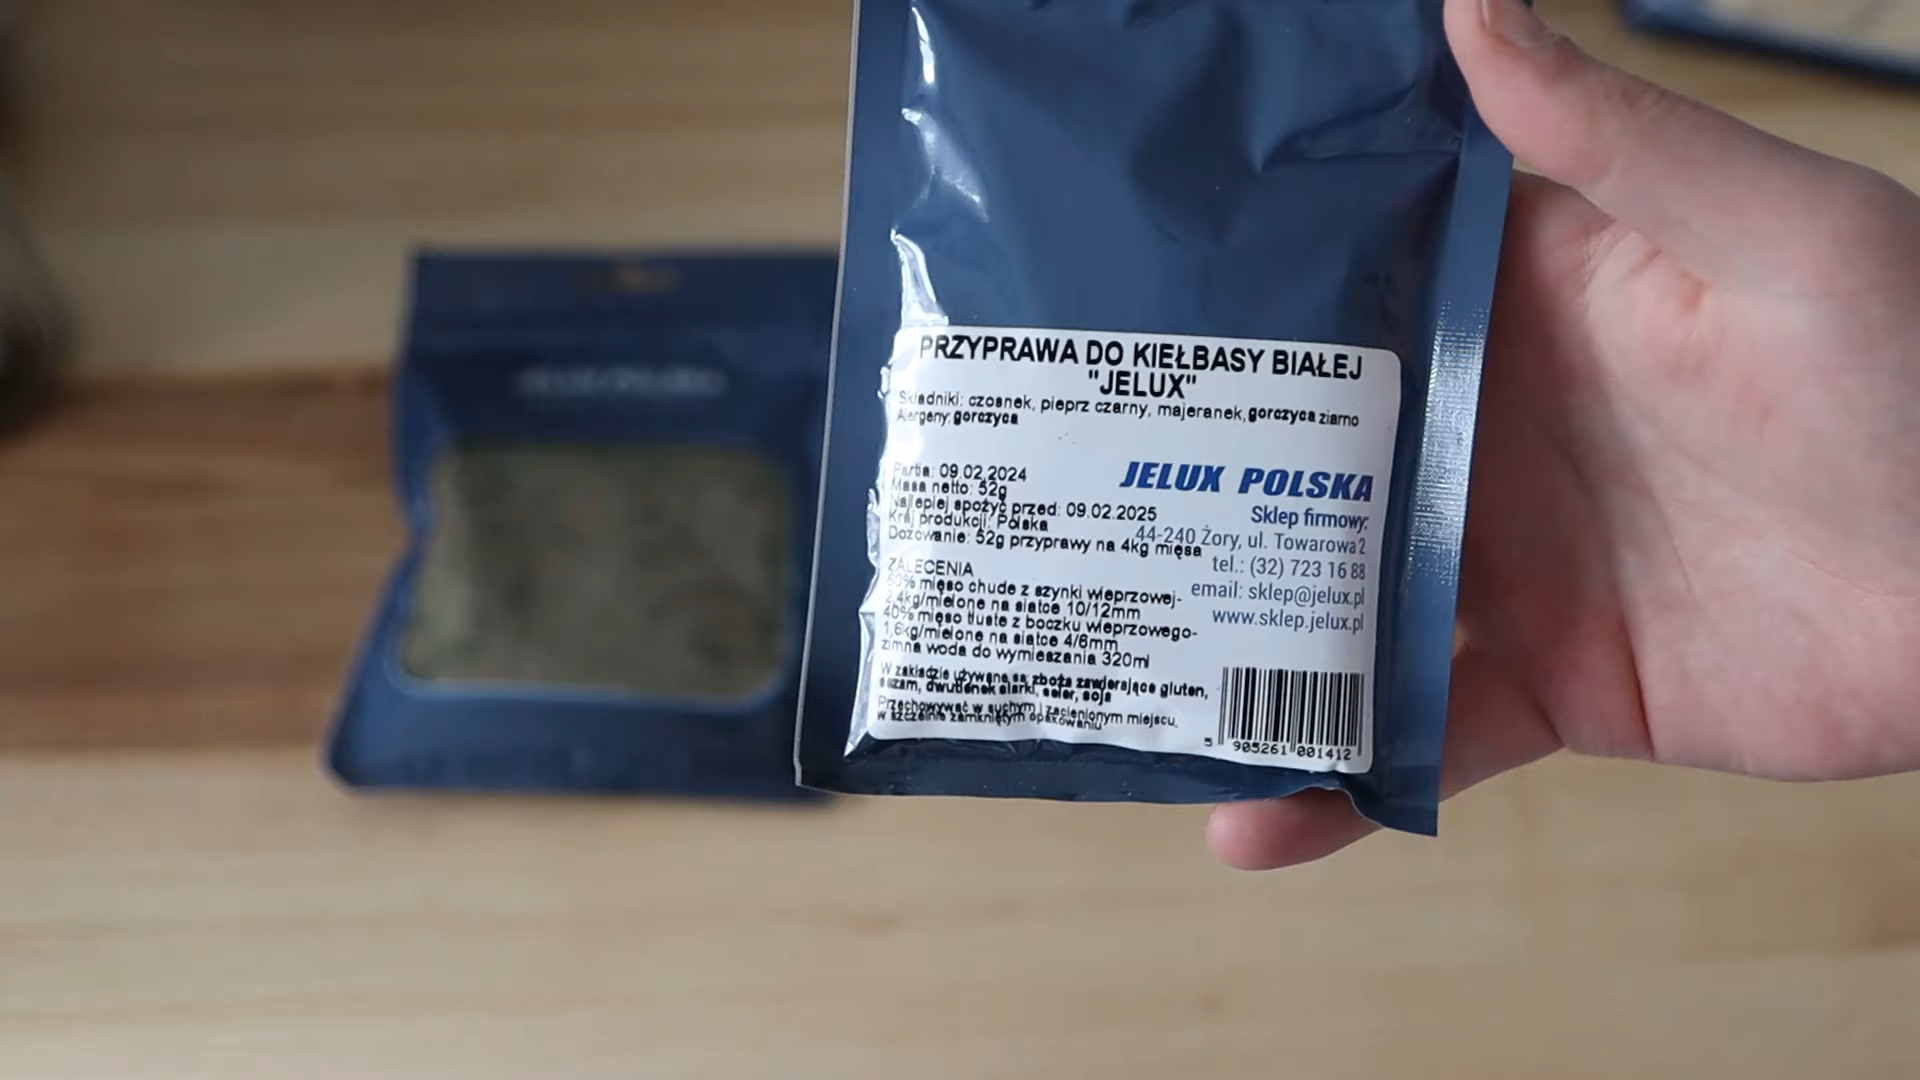 PRZYPRAWA DO KIEŁBASY BIAŁEJ
"JELUX"
Składniki: czosnek, pieprz czarny, majeranek, gorczyca ziarno
Alergeny: gorczyca
Partia: 09.02.2024
Masa netto: 52g
Najlepiej spożyć przed: 09.02.2025
Kraj produkcji: Polska
Dozowanie: 52g przyprawy na 4kg mięsa
JELUX POLSKA
Sklep firmowy:
44-240 Żory, ul. Towarowa 2
tel.: (32) 723 16 88
email: sklep@jelux.pl
www.sklep.jelux.pl
ZALECENIA
60% mięso chude z szynki wieprzowej-
2,4kg/mielone na siatce 10/12mm
40% mięso tłuste z boczku wieprzowego-
1,6kg/mielone na siatce 4/6mm
zimna woda do wymieszania 320ml
W zakładzie używane są: zboża zawierające gluten,
sezam, dwutlenek siarki, seler, soja
Przechowywać w suchym i zacienionym miejscu,
w szczelnie zamkniętym opakowaniu
5 905261 001412